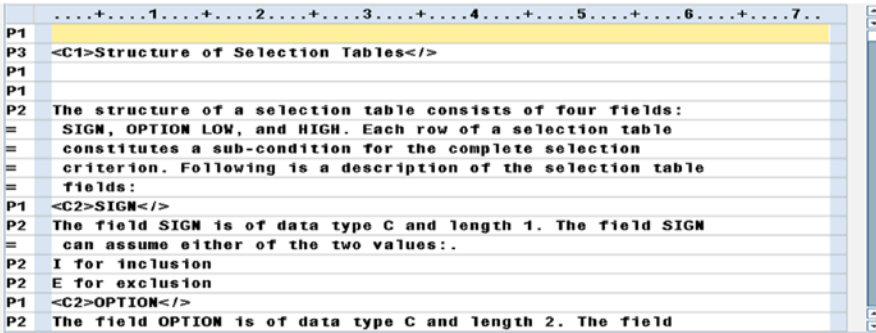 ....+....1....+....2....+....3....+....4....+....5....+....6....+....7..
P1
P3 <C1>Structure of Selection Tables</>
P1
P1
P2 The structure of a selection table consists of four fields:
= SIGN, OPTION LOW, and HIGH. Each row of a selection table
= constitutes a sub-condition for the complete selection
= criterion. Following is a description of the selection table
= fields:
P1 <C2>SIGN</>
P2 The field SIGN is of data type C and length 1. The field SIGN
= can assume either of the two values:.
P2 I for inclusion
P2 E for exclusion
P1 <C2>OPTION</>
P2 The field OPTION is of data type C and length 2. The field